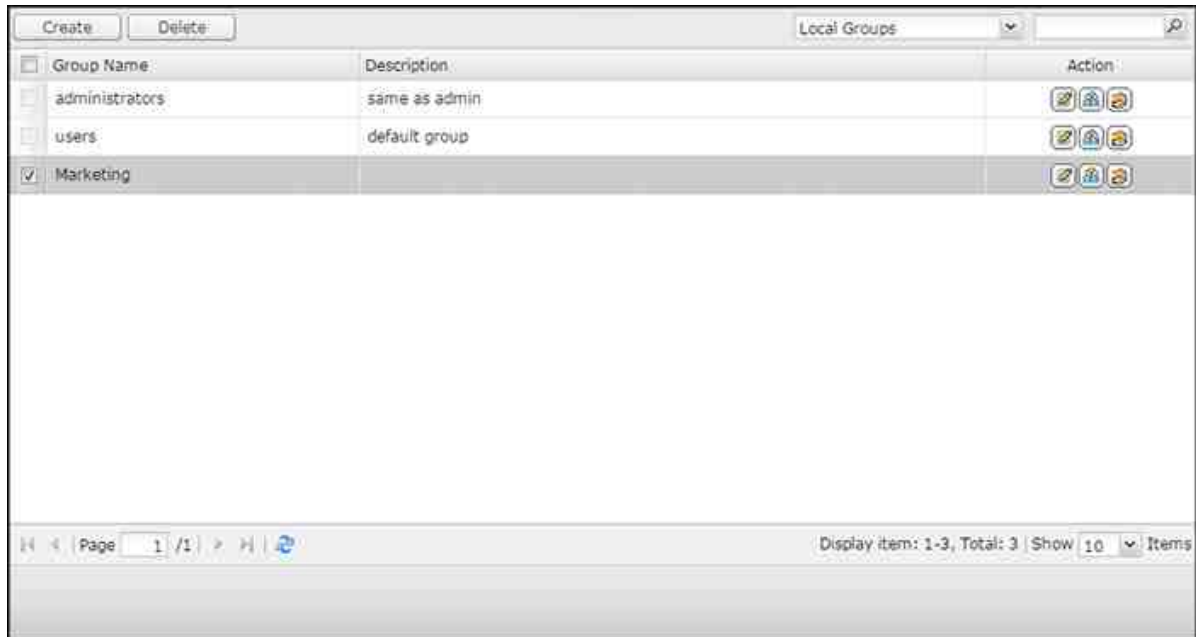 Create Delete Local Groups
Group Name Description Action
administrators same as admin
users default group
Marketing
Page 1 /1 Display item: 1-3, Total: 3 Show 10 Items